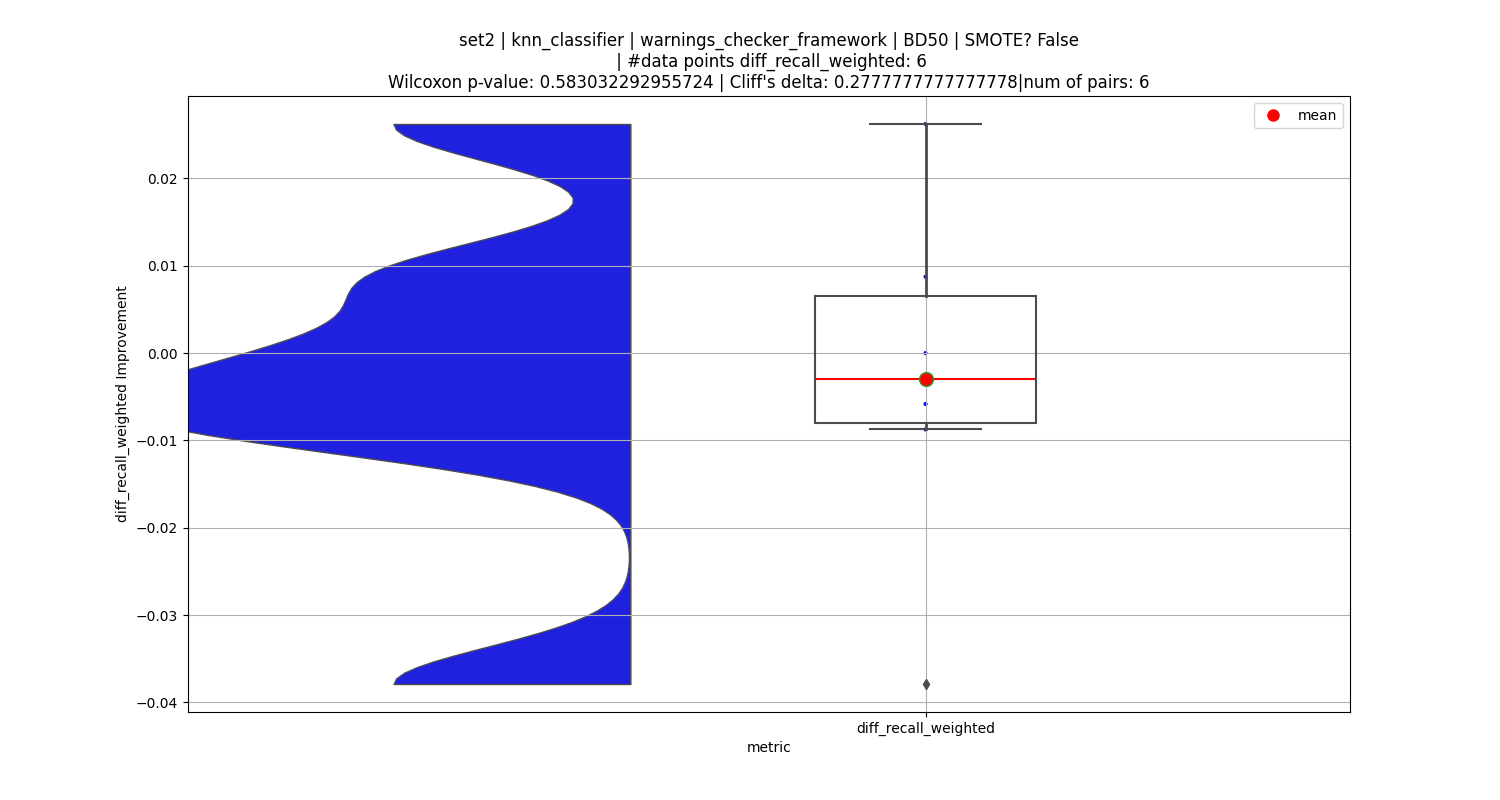 set2 | knn_classifier | warnings_checker_framework | BD50 | SMOTE? False
| #data points diff_recall_weighted: 6
Wilcoxon p-value: 0.583032292955724 | Cliff's delta: 0.2777777777777778|num of pairs: 6
mean
0.02
0.01
0.00
−0.01
−0.02
−0.03
−0.04
diff_recall_weighted Improvement
diff_recall_weighted
metric